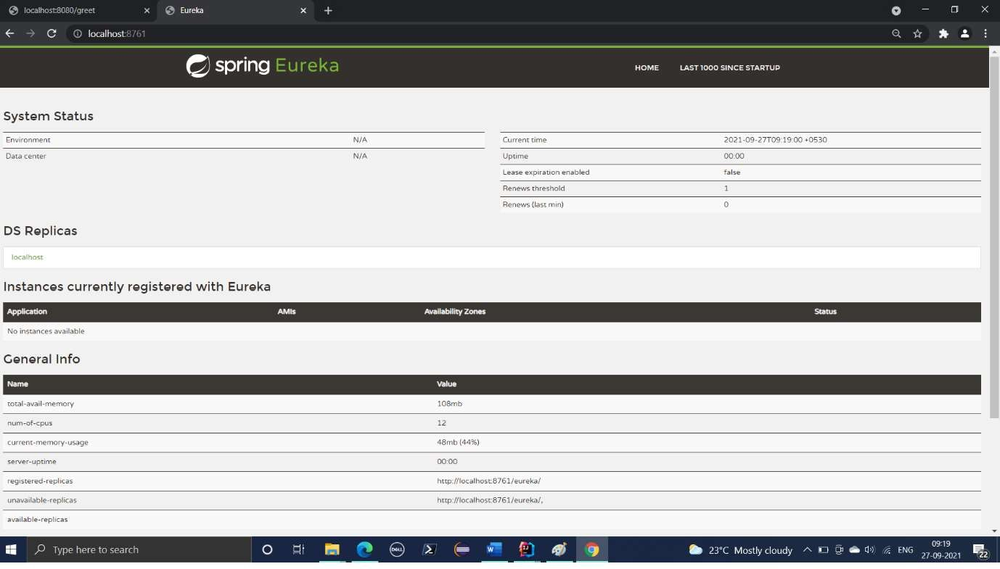 localhost:8080/greet
Eureka
localhost:8761
spring Eureka
HOME LAST 1000 SINCE STARTUP
System Status
Environment N/A
Data center N/A
Current time 2021-09-27T09:19:00 +0530
Uptime 00:00
Lease expiration enabled false
Renews threshold 1
Renews (last min) 0
DS Replicas
localhost
Instances currently registered with Eureka
Application AMIs Availability Zones Status
No instances available
General Info
Name Value
total-avail-memory 108mb
num-of-cpus 12
current-memory-usage 48mb (44%)
server-uptime 00:00
registered-replicas http://localhost:8761/eureka/
unavailable-replicas http://localhost:8761/eureka/,
available-replicas
Type here to search
DELL
W
IJ
23°C Mostly cloudy
ENG
09:19
27-09-2021
22